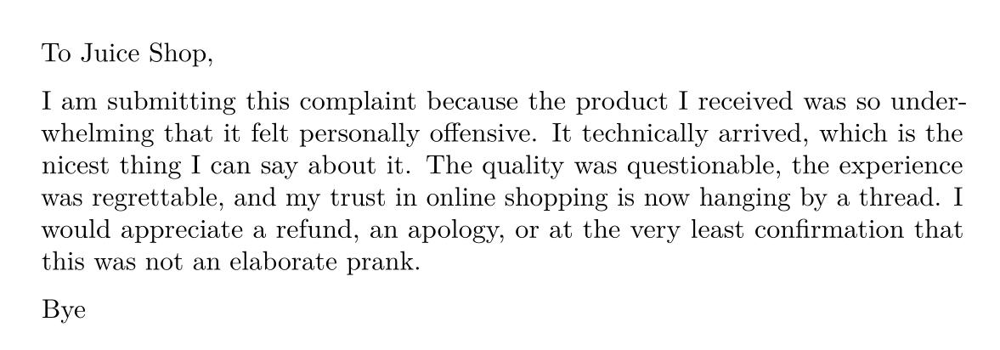 To Juice Shop,
I am submitting this complaint because the product I received was so under-
whelming that it felt personally offensive. It technically arrived, which is the
nicest thing I can say about it. The quality was questionable, the experience
was regrettable, and my trust in online shopping is now hanging by a thread. I
would appreciate a refund, an apology, or at the very least confirmation that
this was not an elaborate prank.
Bye